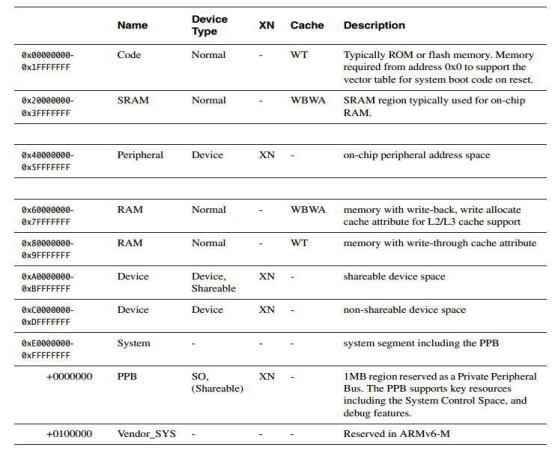 Name Device Type XN Cache Description
0x00000000-0x1FFFFFFF Code Normal - WT Typically ROM or flash memory. Memory
required from address 0x0 to support the
vector table for system boot code on reset.
0x20000000-0x3FFFFFFF SRAM Normal - WBWA SRAM region typically used for on-chip
RAM.
0x40000000-0x5FFFFFFF Peripheral Device XN - on-chip peripheral address space
0x60000000-0x7FFFFFFF RAM Normal - WBWA memory with write-back, write allocate
cache attribute for L2/L3 cache support
0x80000000-0x9FFFFFFF RAM Normal - WT memory with write-through cache attribute
0xA0000000-0xBFFFFFFF Device Device, Shareable XN - shareable device space
0xC0000000-0xDFFFFFFF Device Device XN - non-shareable device space
0xE0000000-0xFFFFFFFF System - - - system segment including the PPB
+0000000 PPB SO, (Shareable) XN - 1MB region reserved as a Private Peripheral
Bus. The PPB supports key resources
including the System Control Space, and
debug features.
+0100000 Vendor_SYS - - - Reserved in ARMv6-M